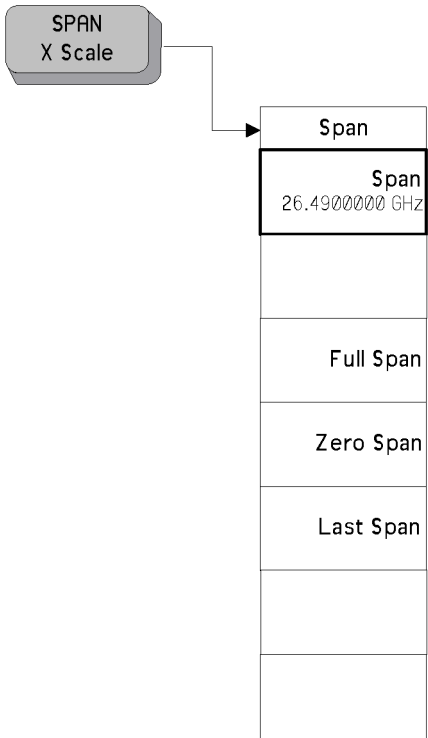 SPAN
X Scale
Span
Span
26.4900000 GHz
Full Span
Zero Span
Last Span